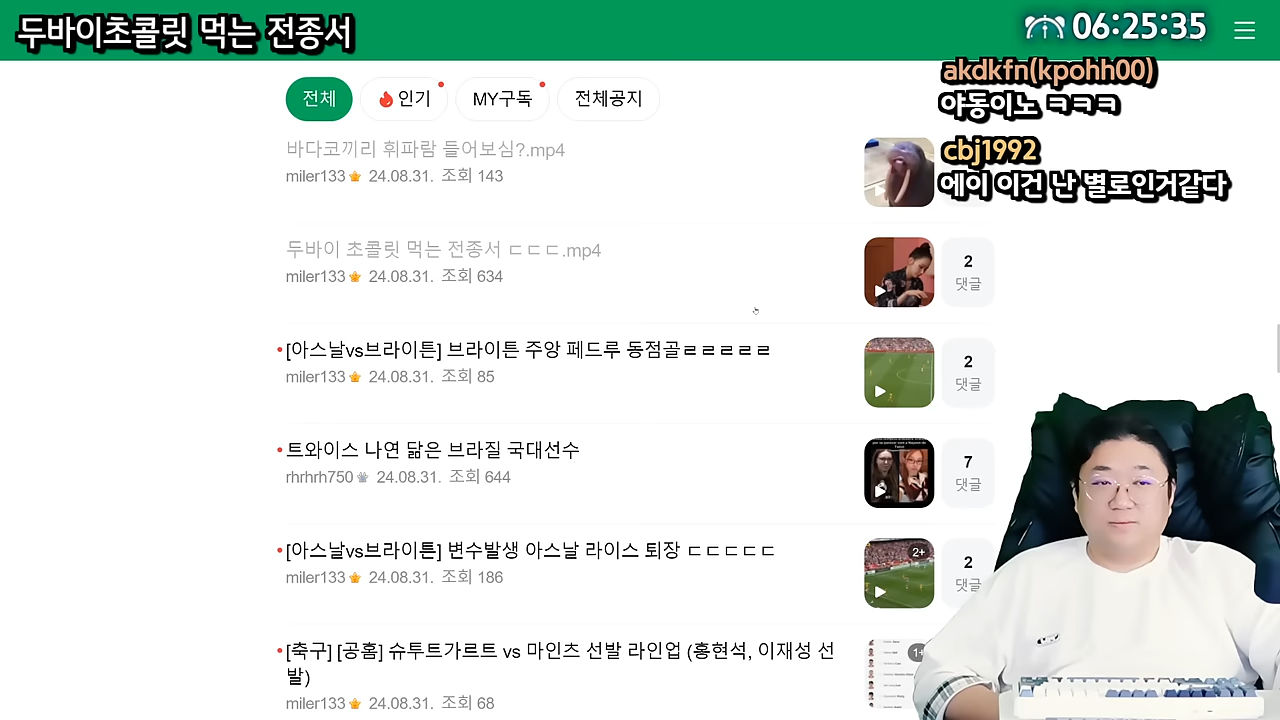 두바이초콜릿 먹는 전종서
06:25:35
akdkfn(kpohh00)
야동이노 ㅋㅋㅋ
cbj1992
에이 이건 난 별로인거같다
전체
인기
MY구독
전체공지
바다코끼리 휘파람 들어보심?.mp4
miler133 24.08.31. 조회 143
두바이 초콜릿 먹는 전종서 ㄷㄷㄷ.mp4
miler133 24.08.31. 조회 634
2
댓글
[아스날vs브라이튼] 브라이튼 주앙 페드루 동점골ㄹㄹㄹㄹㄹ
miler133 24.08.31. 조회 85
2
댓글
트와이스 나연 닮은 브라질 국대선수
rhrhrh750 24.08.31. 조회 644
7
댓글
[아스날vs브라이튼] 변수발생 아스날 라이스 퇴장 ㄷㄷㄷㄷㄷ
miler133 24.08.31. 조회 186
2+
2
댓글
[축구] [공홈] 슈투트가르트 vs 마인츠 선발 라인업 (홍현석, 이재성 선
발)
miler133 24.08.31. 조회 68
1+